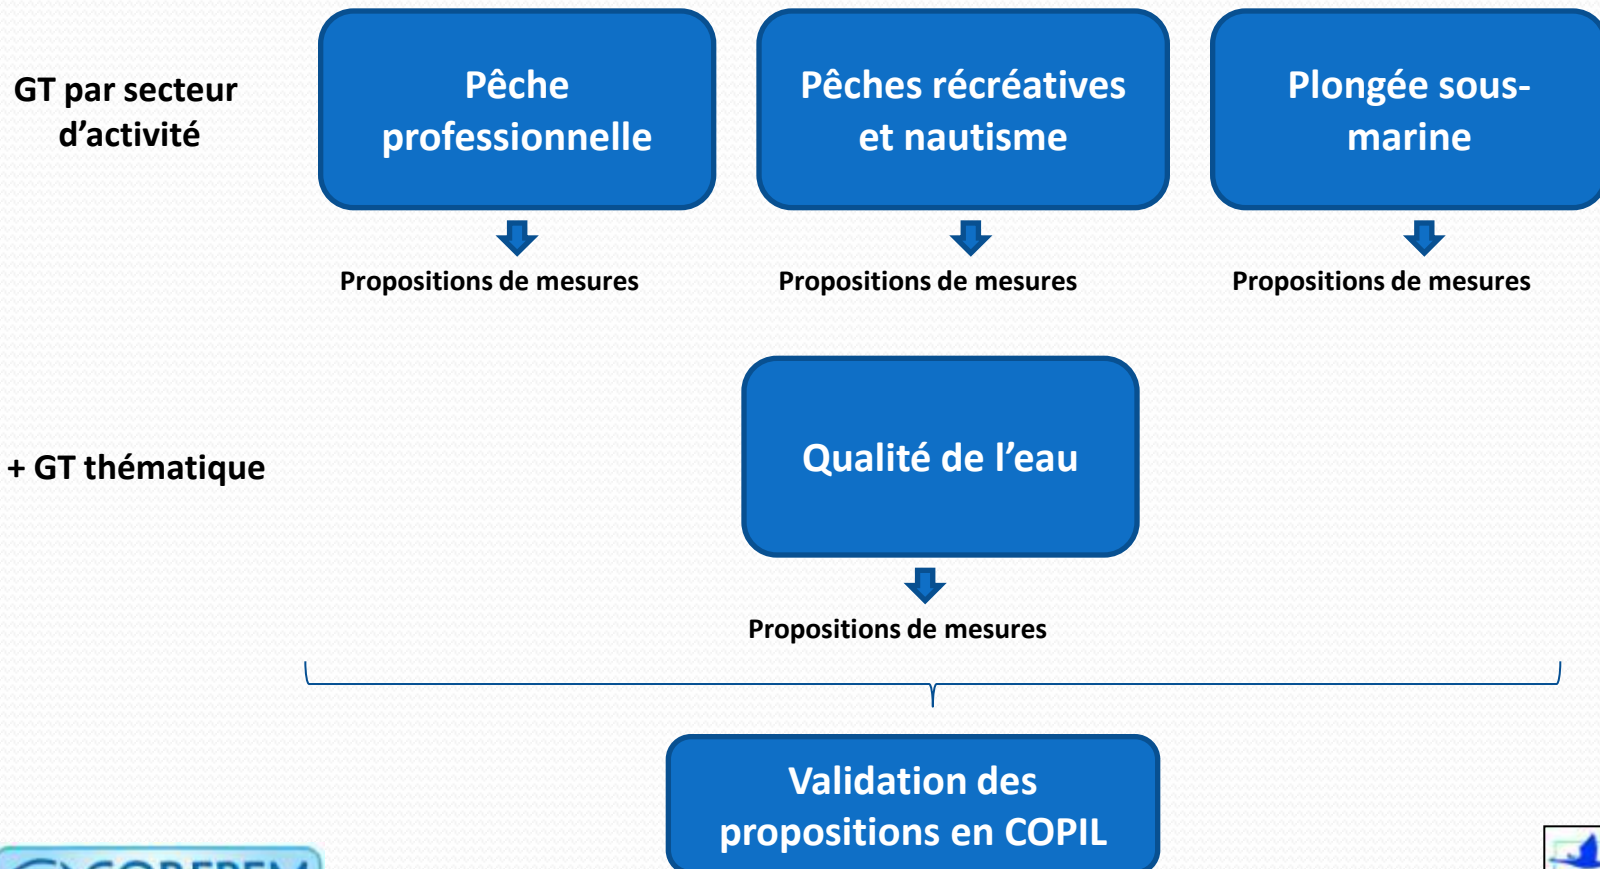 GT par secteur
d’activité
Pêche
professionnelle
Pêches récréatives
et nautisme
Plongée sous-
marine
Propositions de mesures
Propositions de mesures
Propositions de mesures
+ GT thématique
Qualité de l’eau
Propositions de mesures
Validation des
propositions en COPIL
COREPEM